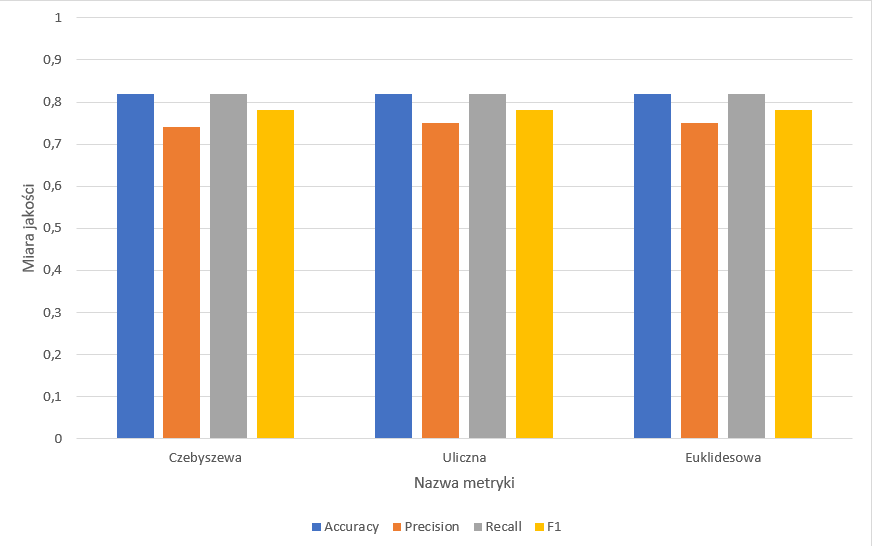 1
0,9
0,8
0,7
0,6
0,5
0,4
0,3
0,2
0,1
0
Miara jakości
Czebyszewa Uliczna Euklidesowa
Nazwa metryki
Accuracy Precision Recall F1